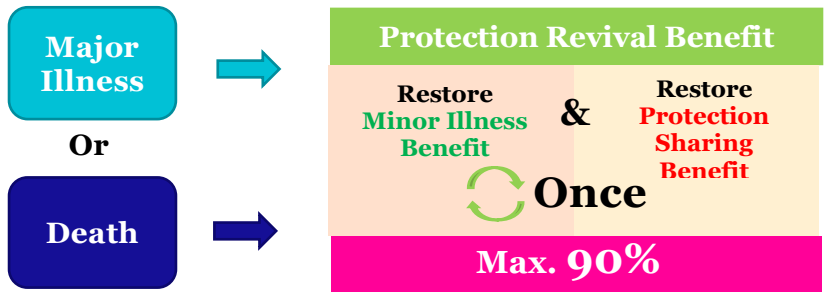 Major
Illness
Or
Death
Protection Revival Benefit
Restore
Minor Illness
Benefit
&
Restore
Protection
Sharing
Benefit
Once
Max. 90%